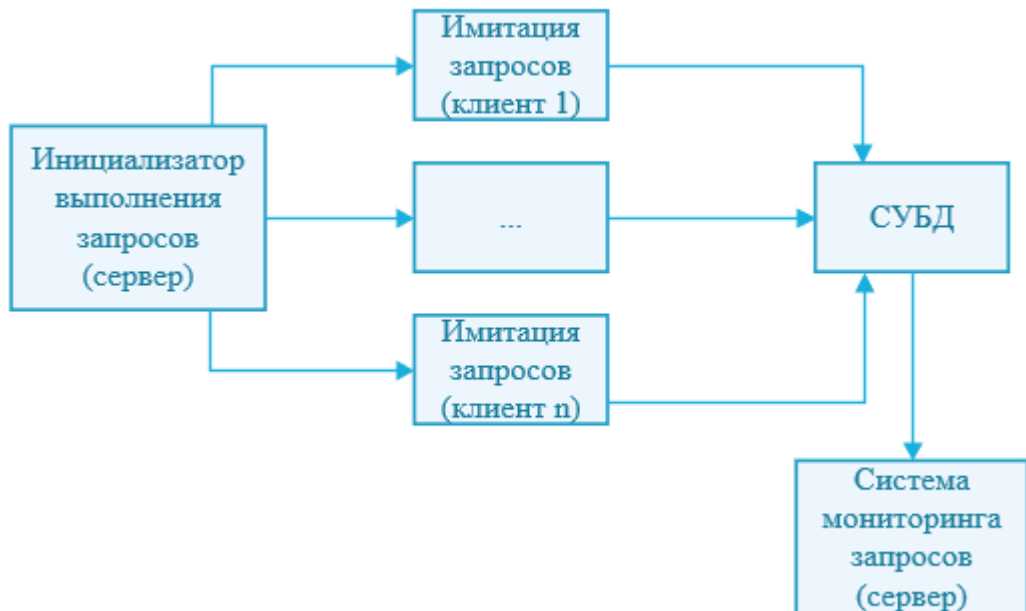 Имитация
запросов
(клиент 1)
Инициализатор
выполнения
запросов
(сервер)
...
СУБД
Имитация
запросов
(клиент n)
Система
мониторинга
запросов
(сервер)